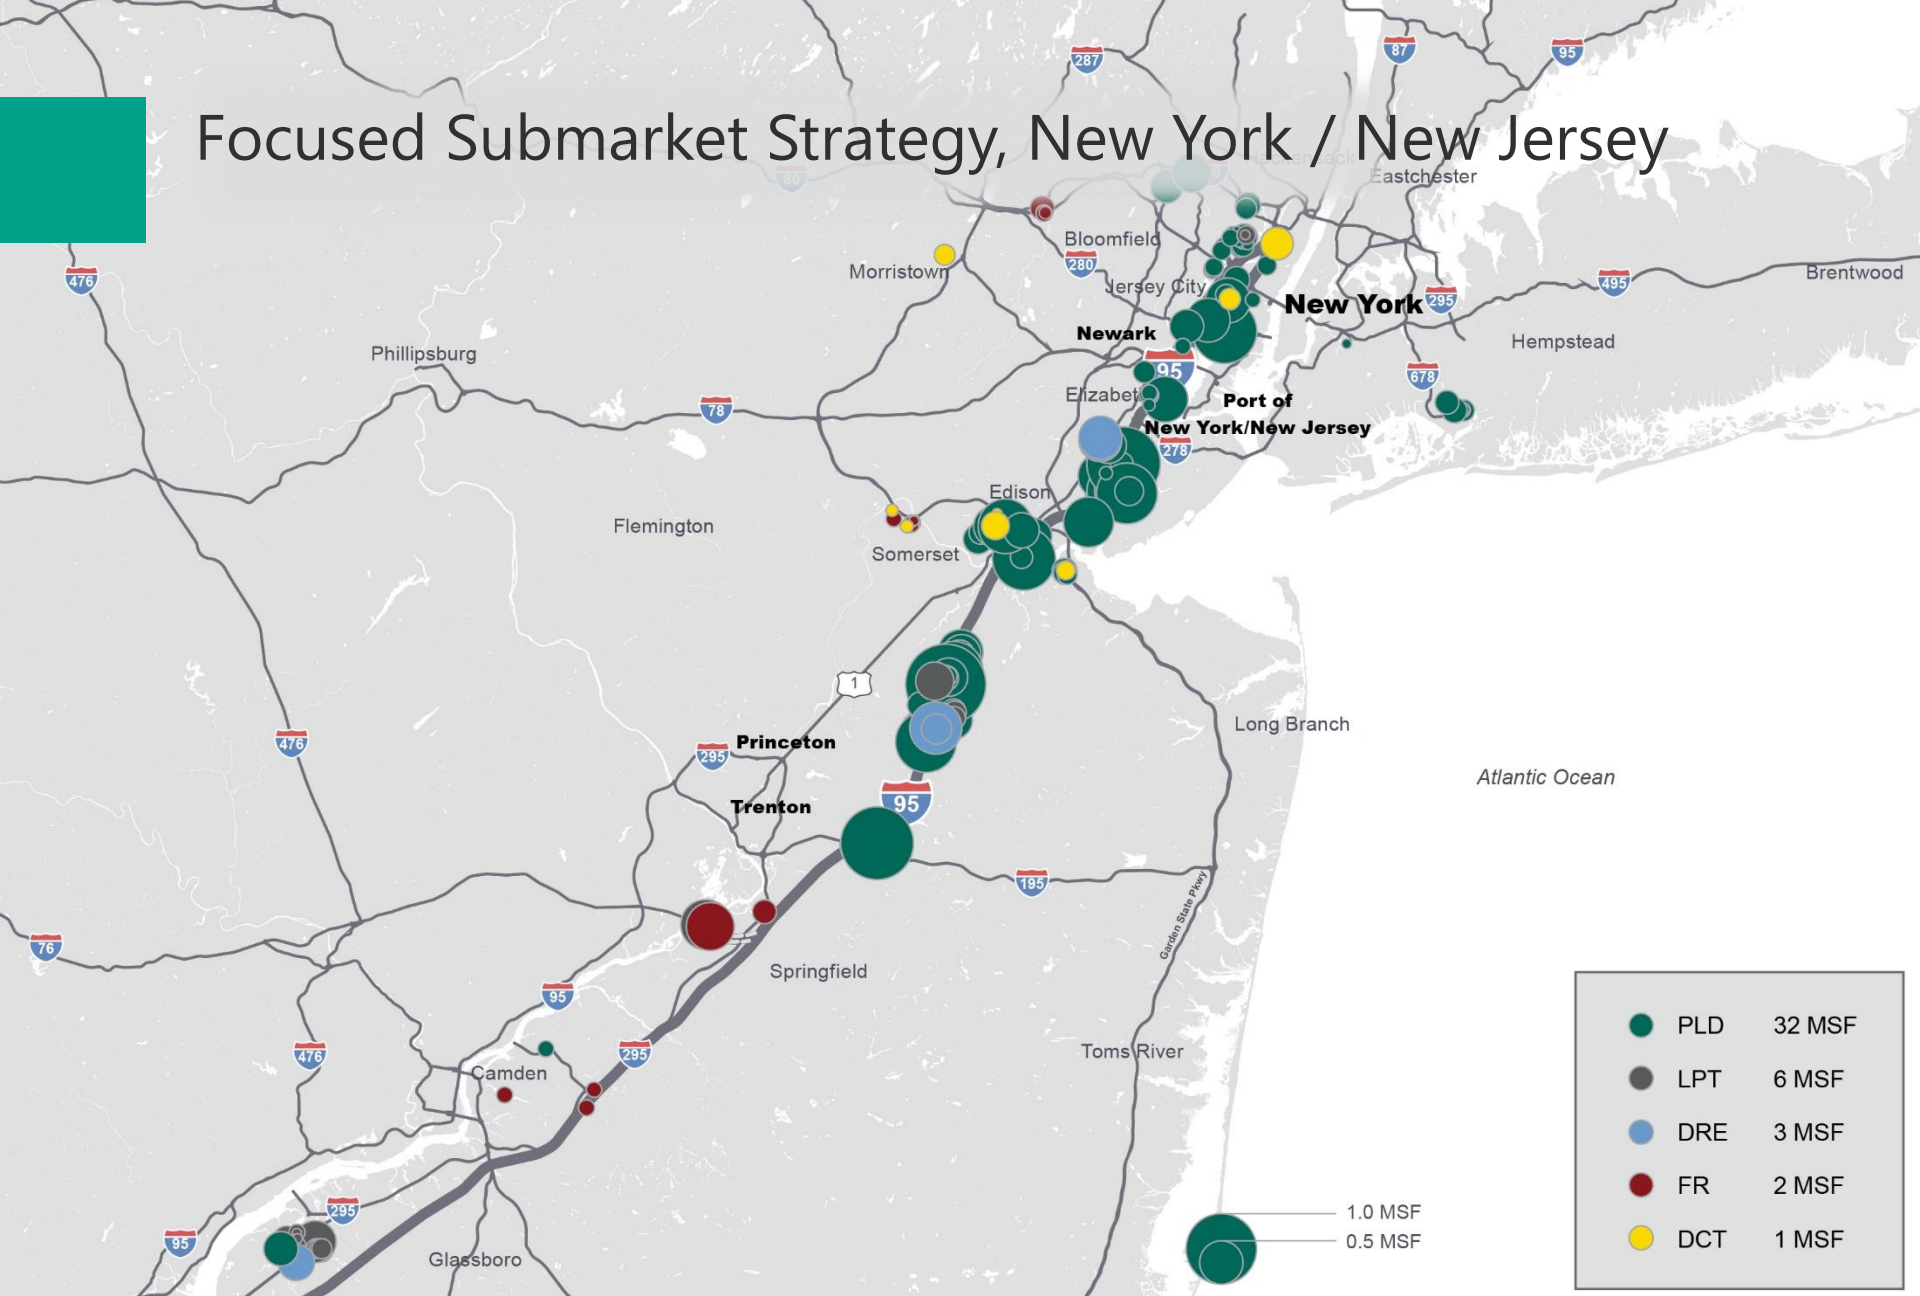 287
87
95
Focused Submarket Strategy, New York / New Jersey
Hackensack
80
Eastchester
Bloomfield
280
Morristown
476
Jersey City
New York
295
495
Brentwood
Newark
Hempstead
Phillipsburg
95
678
78
Elizabeth
Port of
New York/New Jersey
278
Edison
Flemington
Somerset
1
Long Branch
476
295
Princeton
Atlantic Ocean
95
Trenton
195
Garden State Pkwy
76
Springfield
95
476
295
Camden
Toms River
PLD 32 MSF
LPT 6 MSF
DRE 3 MSF
FR 2 MSF
DCT 1 MSF
295
95
Glassboro
1.0 MSF
0.5 MSF